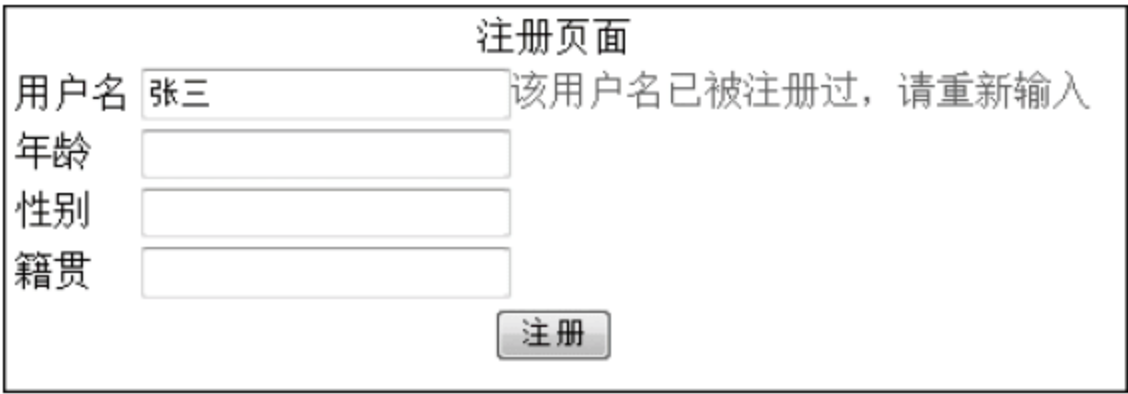 注册页面
用户名 张三 该用户名已被注册过，请重新输入
年龄
性别
籍贯
注册